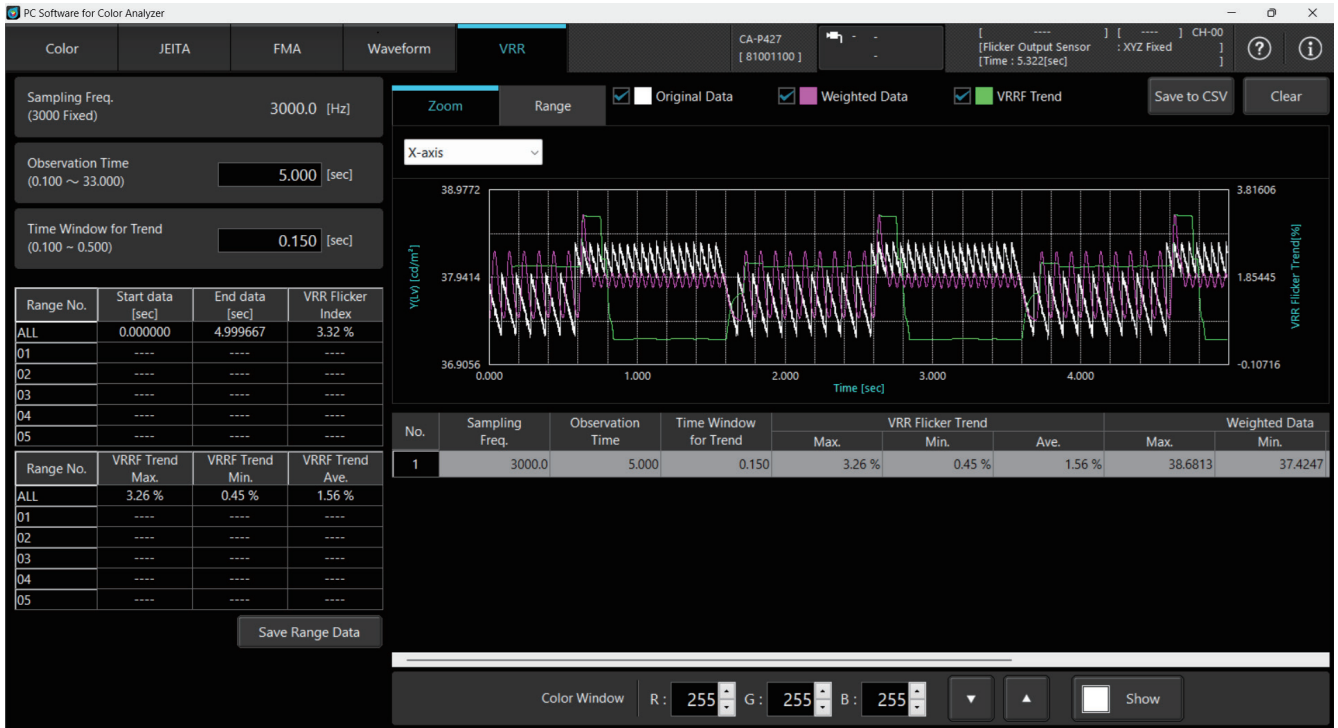 PC Software for Color Analyzer
Color JEITA FMA Waveform VRR
CA-P427
[ 81001100 ]
- -
-
[ ---- ] [ ---- ] CH-00
[Flicker Output Sensor : XYZ Fixed ]
[Time : 5.322[sec] ]
Sampling Freq.
(3000 Fixed)
3000.0 [Hz]
Observation Time
(0.100 ～ 33.000)
5.000 [sec]
Time Window for Trend
(0.100 ~ 0.500)
0.150 [sec]
Range No. Start data [sec] End data [sec] VRR Flicker Index
ALL 0.000000 4.999667 3.32 %
01 ---- ---- ----
02 ---- ---- ----
03 ---- ---- ----
04 ---- ---- ----
05 ---- ---- ----
Range No. VRRF Trend Max. VRRF Trend Min. VRRF Trend Ave.
ALL 3.26 % 0.45 % 1.56 %
01 ---- ---- ----
02 ---- ---- ----
03 ---- ---- ----
04 ---- ---- ----
05 ---- ---- ----
Save Range Data
Zoom Range Original Data Weighted Data VRRF Trend Save to CSV Clear
X-axis
38.9772
37.9414
36.9056
Y(Lv) [cd/m²]
3.81606
1.85445
-0.10716
VRR Flicker Trend[%]
0.000 1.000 2.000 3.000 4.000
Time [sec]
No. Sampling Freq. Observation Time Time Window for Trend VRR Flicker Trend Weighted Data
Max. Min. Ave. Max. Min.
1 3000.0 5.000 0.150 3.26 % 0.45 % 1.56 % 38.6813 37.4247
Color Window R : 255 G : 255 B : 255 ▼ ▲ Show